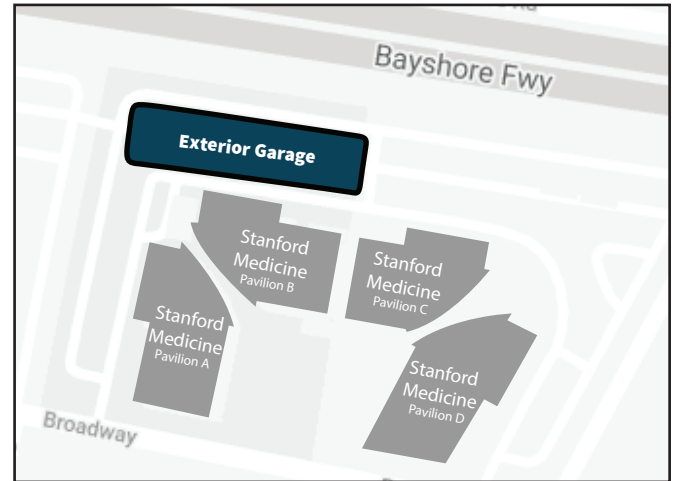 Bayshore Fwy
Exterior Garage
Stanford
Medicine
Pavilion B
Stanford
Medicine
Pavilion C
Stanford
Medicine
Pavilion A
Stanford
Medicine
Pavilion D
Broadway